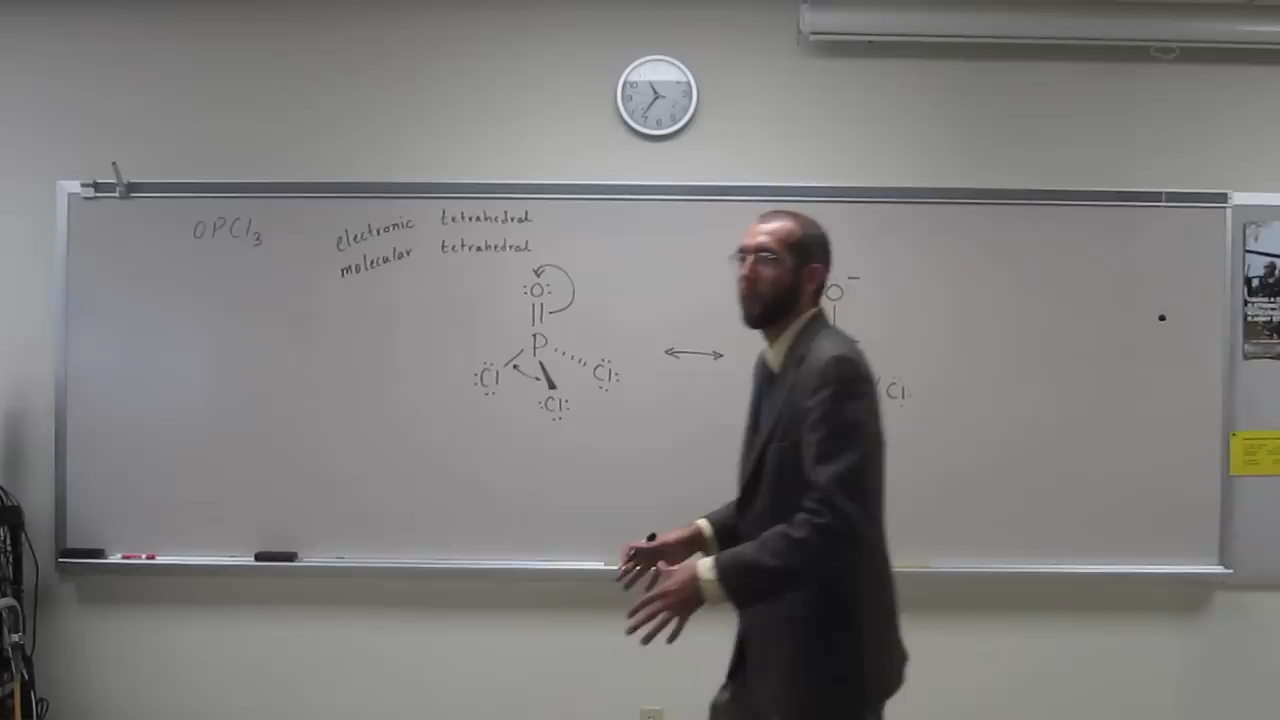 OPCl3
electronic tetrahedral
molecular tetrahedral
:O:
P
:Cl
Cl:
:Cl:
O −
Cl: